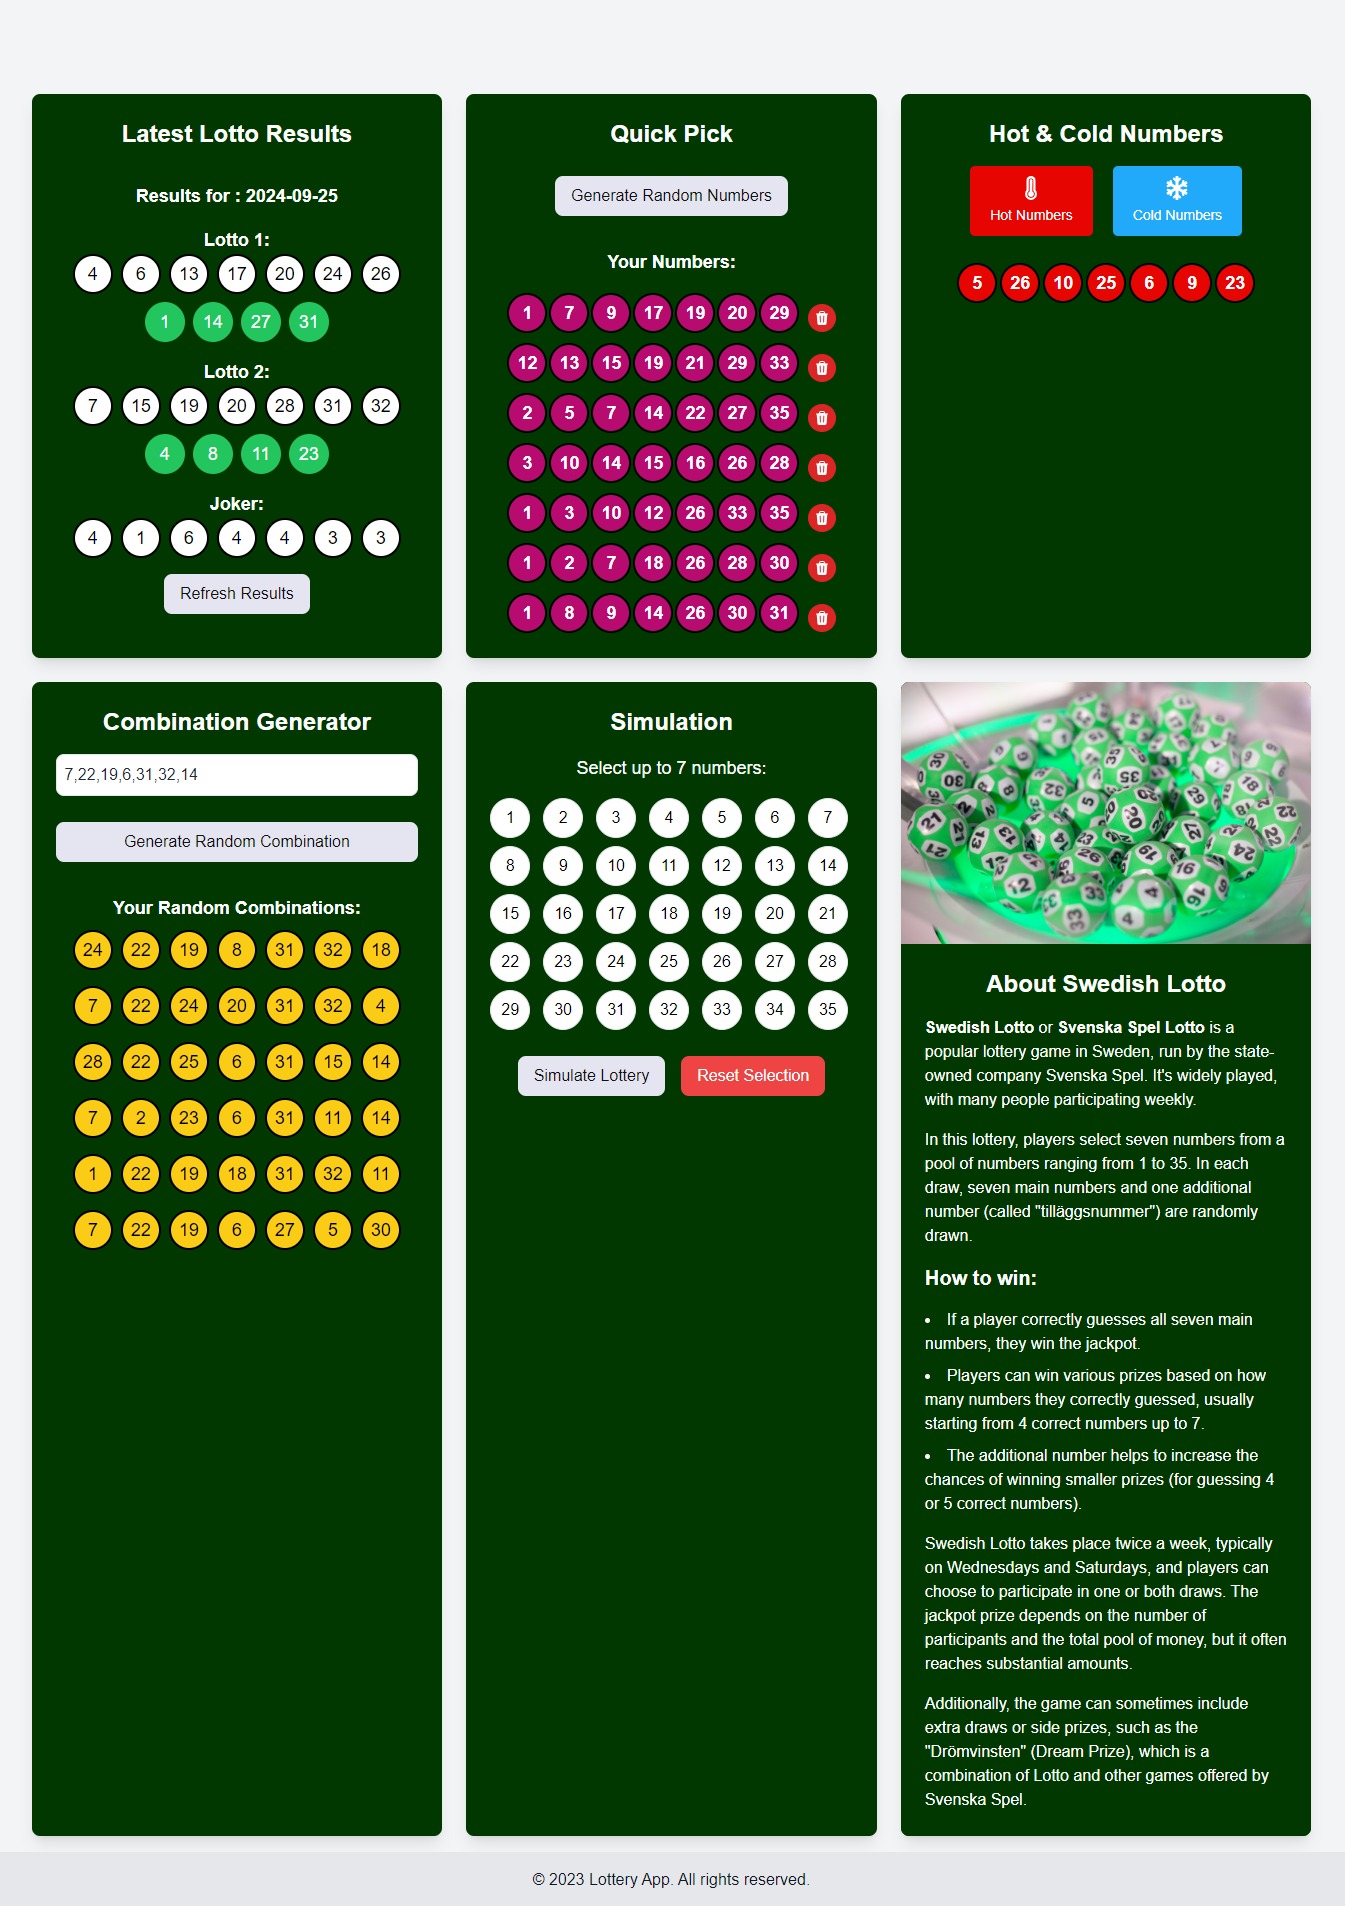 Latest Lotto Results
Results for : 2024-09-25
Lotto 1:
4 6 13 17 20 24 26
1 14 27 31
Lotto 2:
7 15 19 20 28 31 32
4 8 11 23
Joker:
4 1 6 4 4 3 3
Refresh Results
Quick Pick
Generate Random Numbers
Your Numbers:
1 7 9 17 19 20 29
12 13 15 19 21 29 33
2 5 7 14 22 27 35
3 10 14 15 16 26 28
1 3 10 12 26 33 35
1 2 7 18 26 28 30
1 8 9 14 26 30 31
Hot & Cold Numbers
Hot Numbers
Cold Numbers
5 26 10 25 6 9 23
Combination Generator
7,22,19,6,31,32,14
Generate Random Combination
Your Random Combinations:
24 22 19 8 31 32 18
7 22 24 20 31 32 4
28 22 25 6 31 15 14
7 2 23 6 31 11 14
1 22 19 18 31 32 11
7 22 19 6 27 5 30
Simulation
Select up to 7 numbers:
1 2 3 4 5 6 7
8 9 10 11 12 13 14
15 16 17 18 19 20 21
22 23 24 25 26 27 28
29 30 31 32 33 34 35
Simulate Lottery
Reset Selection
About Swedish Lotto
Swedish Lotto or Svenska Spel Lotto is a
popular lottery game in Sweden, run by the state-
owned company Svenska Spel. It's widely played,
with many people participating weekly.
In this lottery, players select seven numbers from a
pool of numbers ranging from 1 to 35. In each
draw, seven main numbers and one additional
number (called "tilläggsnummer") are randomly
drawn.
How to win:
• If a player correctly guesses all seven main
numbers, they win the jackpot.
• Players can win various prizes based on how
many numbers they correctly guessed, usually
starting from 4 correct numbers up to 7.
• The additional number helps to increase the
chances of winning smaller prizes (for guessing 4
or 5 correct numbers).
Swedish Lotto takes place twice a week, typically
on Wednesdays and Saturdays, and players can
choose to participate in one or both draws. The
jackpot prize depends on the number of
participants and the total pool of money, but it often
reaches substantial amounts.
Additionally, the game can sometimes include
extra draws or side prizes, such as the
"Drömvinsten" (Dream Prize), which is a
combination of Lotto and other games offered by
Svenska Spel.
© 2023 Lottery App. All rights reserved.